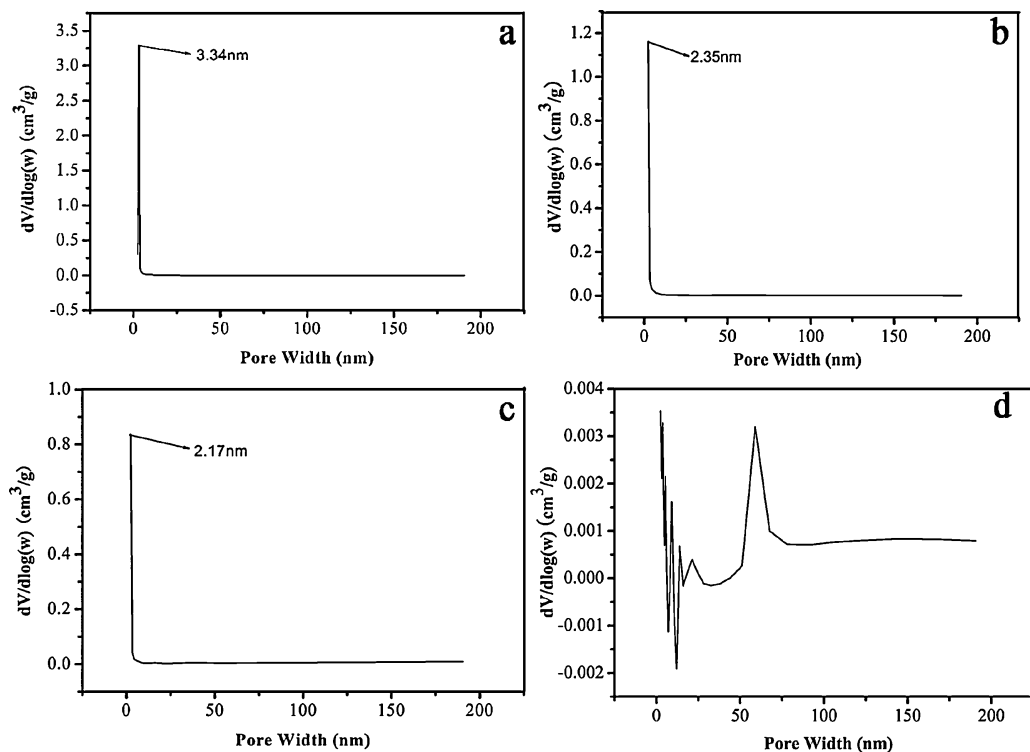 a
3.34nm
dV/dlog(w) (cm³/g)
3.5
3.0
2.5
2.0
1.5
1.0
0.5
0.0
-0.5
0 50 100 150 200
Pore Width (nm)
b
2.35nm
dV/dlog(w) (cm³/g)
1.2
1.0
0.8
0.6
0.4
0.2
0.0
0 50 100 150 200
Pore Width (nm)
c
2.17nm
dV/dlog(w) (cm³/g)
1.0
0.8
0.6
0.4
0.2
0.0
0 50 100 150 200
Pore Width (nm)
d
dV/dlog(w) (cm³/g)
0.004
0.003
0.002
0.001
0.000
-0.001
-0.002
0 50 100 150 200
Pore Width (nm)